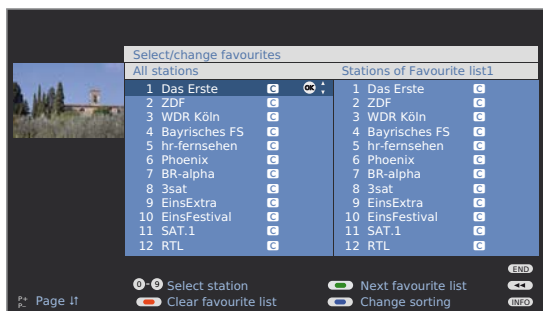 Select/change favourites
All stations Stations of Favourite list1
1 Das Erste C OK 1 Das Erste C
2 ZDF C 2 ZDF C
3 WDR Köln C 3 WDR Köln C
4 Bayrisches FS C 4 Bayrisches FS C
5 hr-fernsehen C 5 hr-fernsehen C
6 Phoenix C 6 Phoenix C
7 BR-alpha C 7 BR-alpha C
8 3sat C 8 3sat C
9 EinsExtra C 9 EinsExtra C
10 EinsFestival C 10 EinsFestival C
11 SAT.1 C 11 SAT.1 C
12 RTL C 12 RTL C
END
0-9 Select station Next favourite list
P+ P- Page Clear favourite list Change sorting INFO